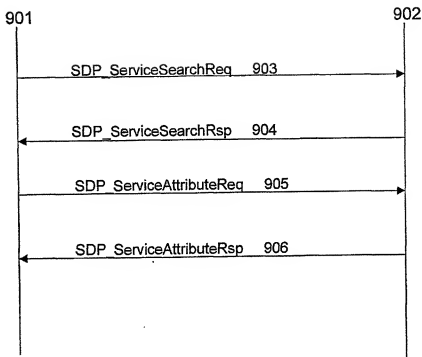 901
902
SDP_ServiceSearchReq 903
SDP_ServiceSearchRsp 904
SDP_ServiceAttributeReq 905
SDP_ServiceAttributeRsp 906